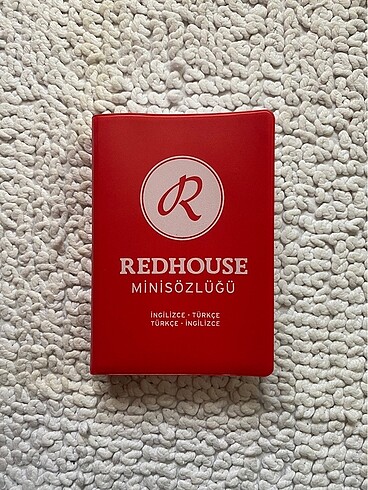 R
REDHOUSE
MİNİSÖZLÜĞÜ
İNGİLİZCE - TÜRKÇE
TÜRKÇE - İNGİLİZCE